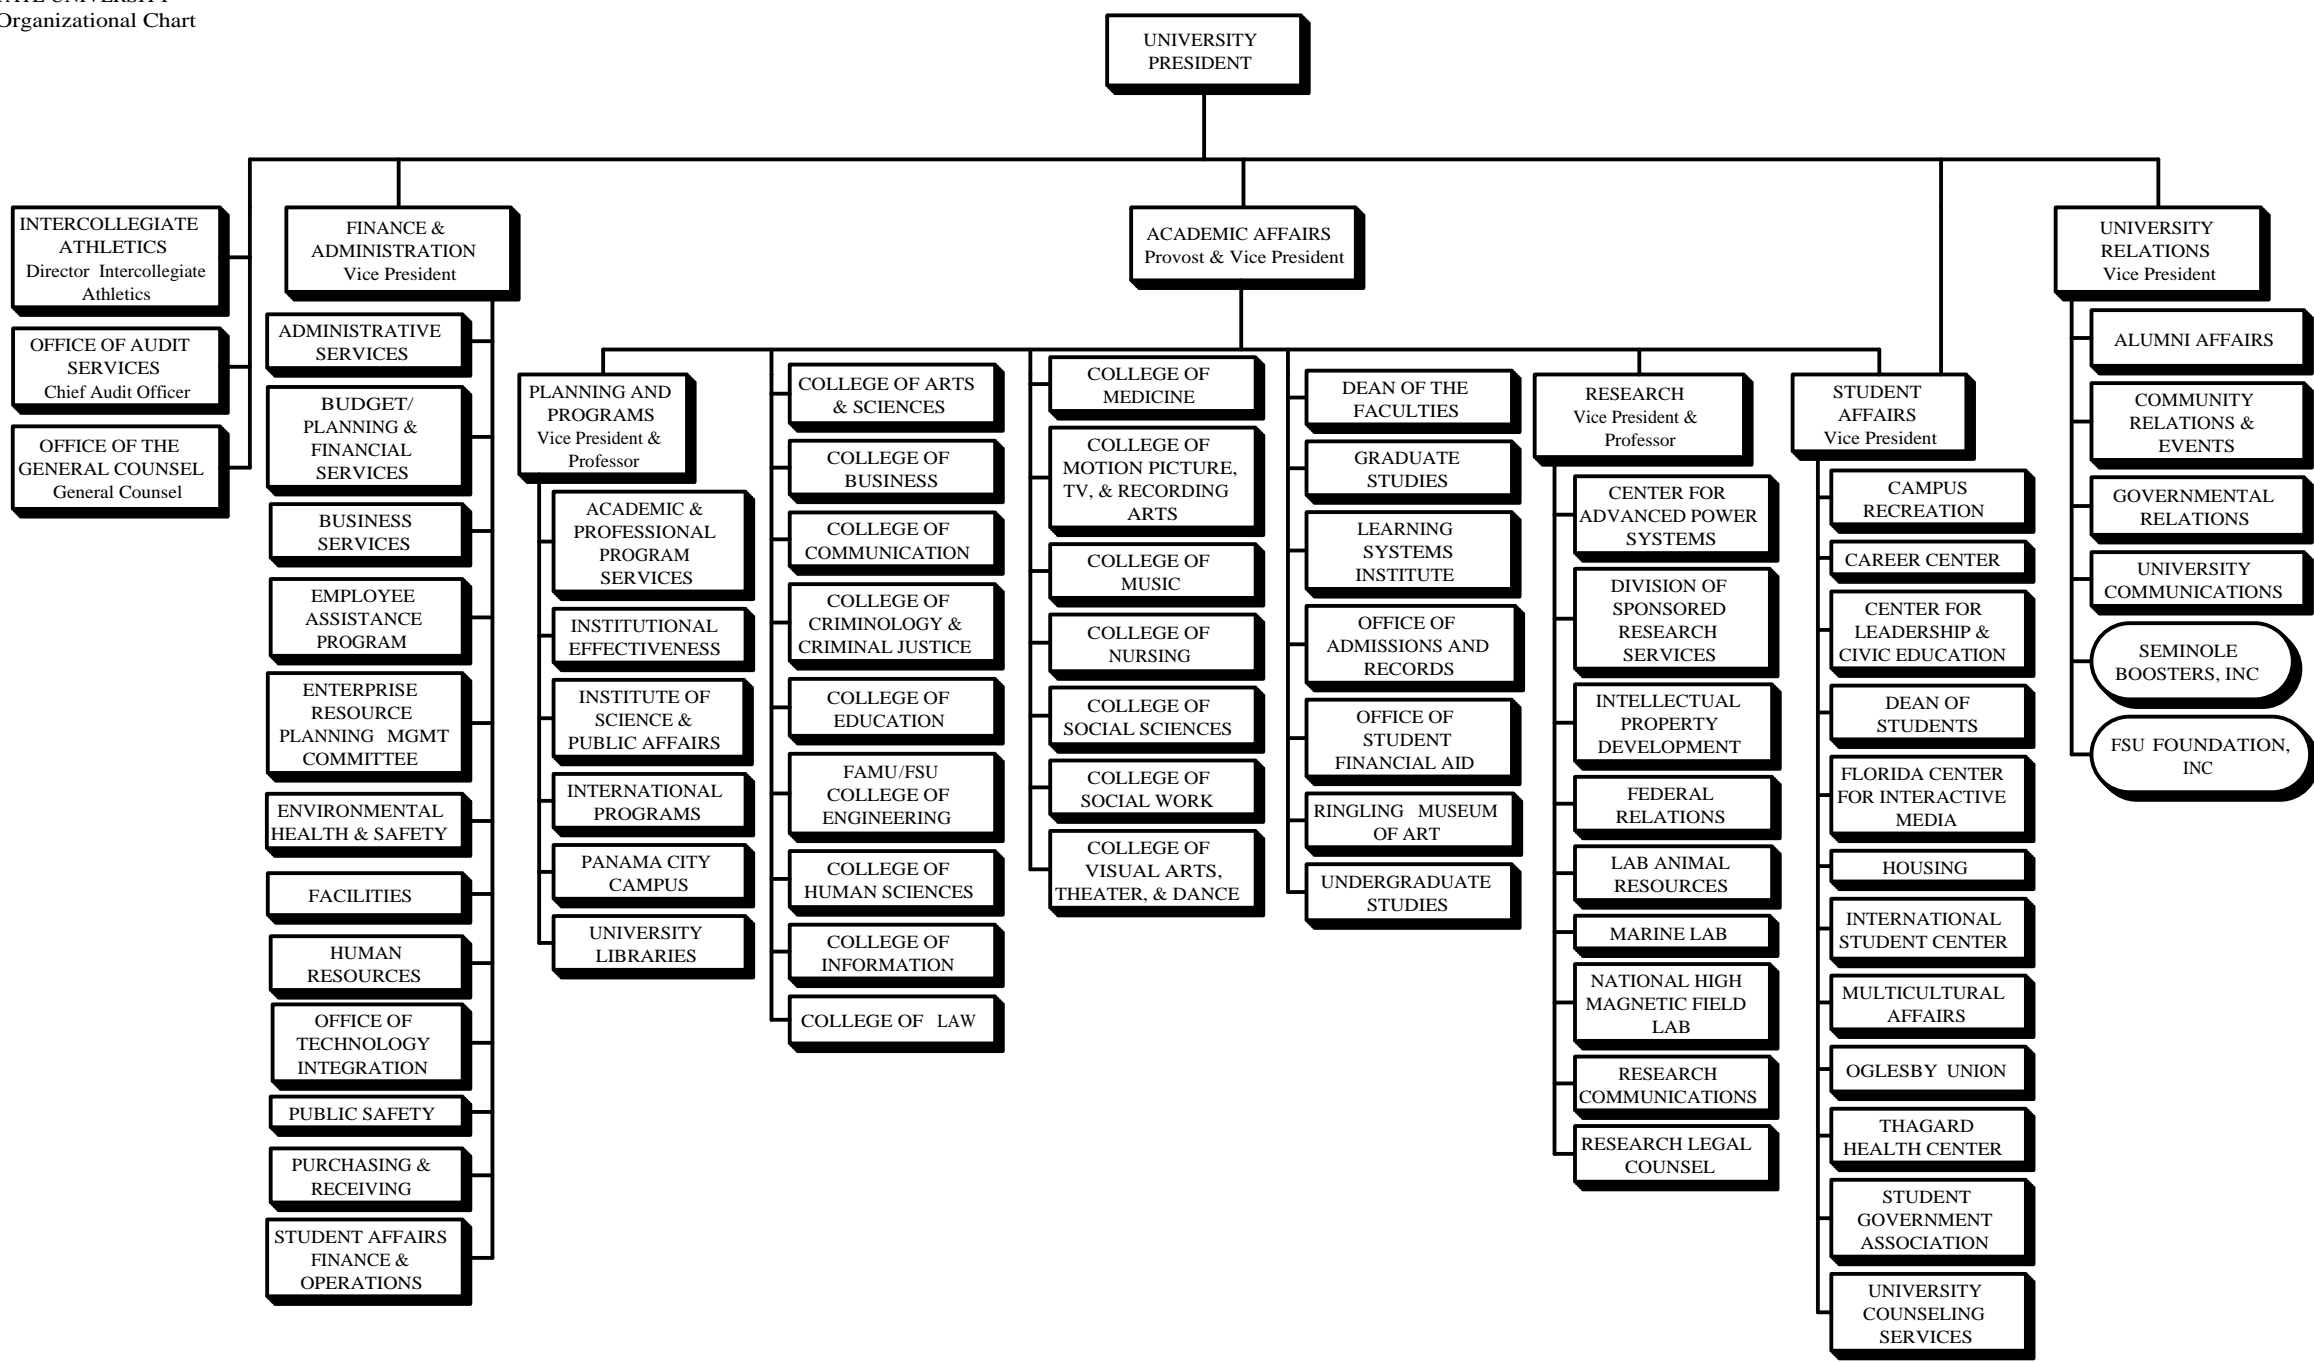 Organizational Chart
UNIVERSITY
PRESIDENT
INTERCOLLEGIATE
ATHLETICS
Director Intercollegiate
Athletics
OFFICE OF AUDIT
SERVICES
Chief Audit Officer
OFFICE OF THE
GENERAL COUNSEL
General Counsel
FINANCE &
ADMINISTRATION
Vice President
ADMINISTRATIVE
SERVICES
BUDGET/
PLANNING &
FINANCIAL
SERVICES
BUSINESS
SERVICES
EMPLOYEE
ASSISTANCE
PROGRAM
ENTERPRISE
RESOURCE
PLANNING MGMT
COMMITTEE
ENVIRONMENTAL
HEALTH & SAFETY
FACILITIES
HUMAN
RESOURCES
OFFICE OF
TECHNOLOGY
INTEGRATION
PUBLIC SAFETY
PURCHASING &
RECEIVING
STUDENT AFFAIRS
FINANCE &
OPERATIONS
ACADEMIC AFFAIRS
Provost & Vice President
PLANNING AND
PROGRAMS
Vice President &
Professor
ACADEMIC &
PROFESSIONAL
PROGRAM
SERVICES
INSTITUTIONAL
EFFECTIVENESS
INSTITUTE OF
SCIENCE &
PUBLIC AFFAIRS
INTERNATIONAL
PROGRAMS
PANAMA CITY
CAMPUS
UNIVERSITY
LIBRARIES
COLLEGE OF ARTS
& SCIENCES
COLLEGE OF
BUSINESS
COLLEGE OF
COMMUNICATION
COLLEGE OF
CRIMINOLOGY &
CRIMINAL JUSTICE
COLLEGE OF
EDUCATION
FAMU/FSU
COLLEGE OF
ENGINEERING
COLLEGE OF
HUMAN SCIENCES
COLLEGE OF
INFORMATION
COLLEGE OF LAW
COLLEGE OF
MEDICINE
COLLEGE OF
MOTION PICTURE,
TV, & RECORDING
ARTS
COLLEGE OF
MUSIC
COLLEGE OF
NURSING
COLLEGE OF
SOCIAL SCIENCES
COLLEGE OF
SOCIAL WORK
COLLEGE OF
VISUAL ARTS,
THEATER, & DANCE
DEAN OF THE
FACULTIES
GRADUATE
STUDIES
LEARNING
SYSTEMS
INSTITUTE
OFFICE OF
ADMISSIONS AND
RECORDS
OFFICE OF
STUDENT
FINANCIAL AID
RINGLING MUSEUM
OF ART
UNDERGRADUATE
STUDIES
RESEARCH
Vice President &
Professor
CENTER FOR
ADVANCED POWER
SYSTEMS
DIVISION OF
SPONSORED
RESEARCH
SERVICES
INTELLECTUAL
PROPERTY
DEVELOPMENT
FEDERAL
RELATIONS
LAB ANIMAL
RESOURCES
MARINE LAB
NATIONAL HIGH
MAGNETIC FIELD
LAB
RESEARCH
COMMUNICATIONS
RESEARCH LEGAL
COUNSEL
STUDENT
AFFAIRS
Vice President
CAMPUS
RECREATION
CAREER CENTER
CENTER FOR
LEADERSHIP &
CIVIC EDUCATION
DEAN OF
STUDENTS
FLORIDA CENTER
FOR INTERACTIVE
MEDIA
HOUSING
INTERNATIONAL
STUDENT CENTER
MULTICULTURAL
AFFAIRS
OGLESBY UNION
THAGARD
HEALTH CENTER
STUDENT
GOVERNMENT
ASSOCIATION
UNIVERSITY
COUNSELING
SERVICES
UNIVERSITY
RELATIONS
Vice President
ALUMNI AFFAIRS
COMMUNITY
RELATIONS &
EVENTS
GOVERNMENTAL
RELATIONS
UNIVERSITY
COMMUNICATIONS
SEMINOLE
BOOSTERS, INC
FSU FOUNDATION,
INC